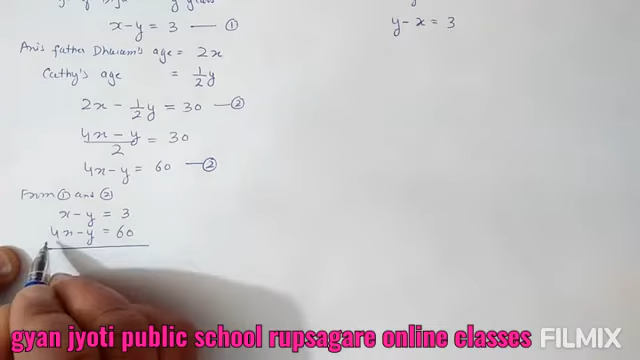 x - y = 3 — ①
y - x = 3
Ani's father Dharam's age = 2x
Cathy's age = 1/2 y
2x - 1/2 y = 30 — ②
4x - y / 2 = 30
4x - y = 60 — ②
From ① and ②
x - y = 3
4x - y = 60
gyan jyoti public school rupsagare online classes
FILMIX